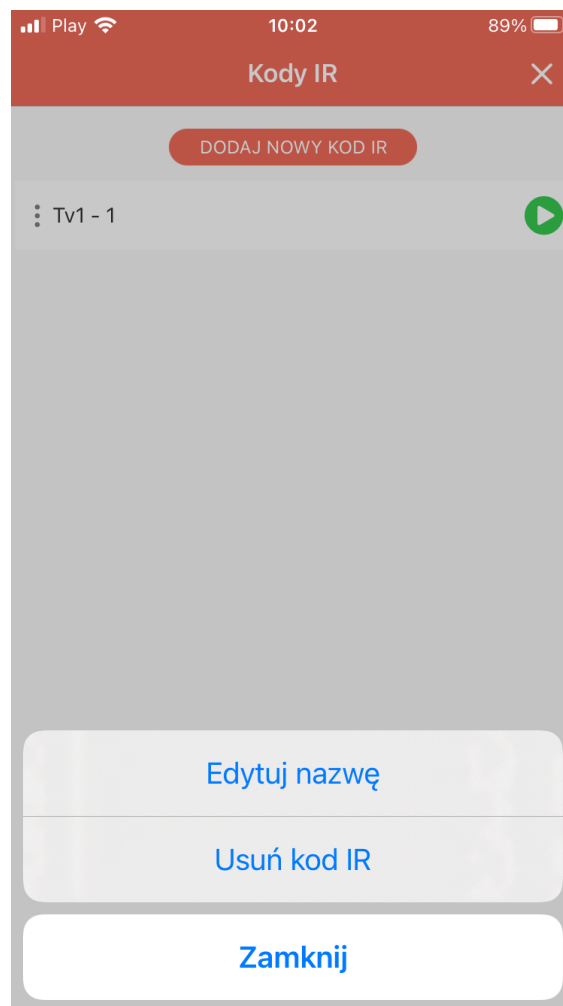 Play 10:02 89%
Kody IR
DODAJ NOWY KOD IR
Tv1 - 1
Edytuj nazwę
Usuń kod IR
Zamknij